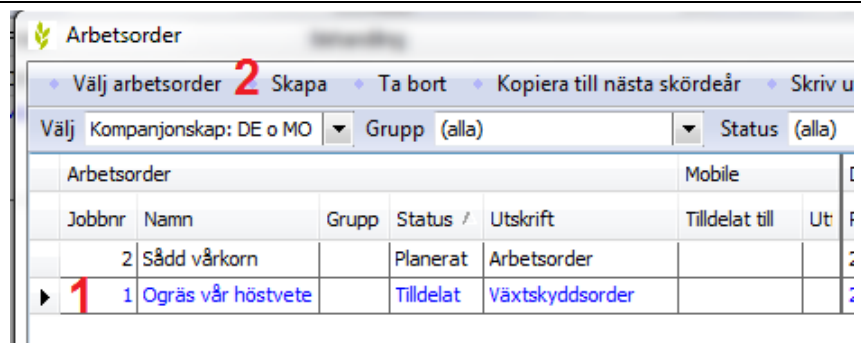 Arbetsorder
Välj arbetsorder 2 Skapa Ta bort Kopiera till nästa skördeår Skriv u
Välj Kompanjonskap: DE o MO Grupp (alla) Status (alla)
Arbetsorder Mobile
Jobbnr Namn Grupp Status Utskrift Tilldelat till Ut
2 Sådd vårkorn Planerat Arbetsorder 2
1 1 Ogräs vår höstvete Tilldelat Växtskyddsorder 2